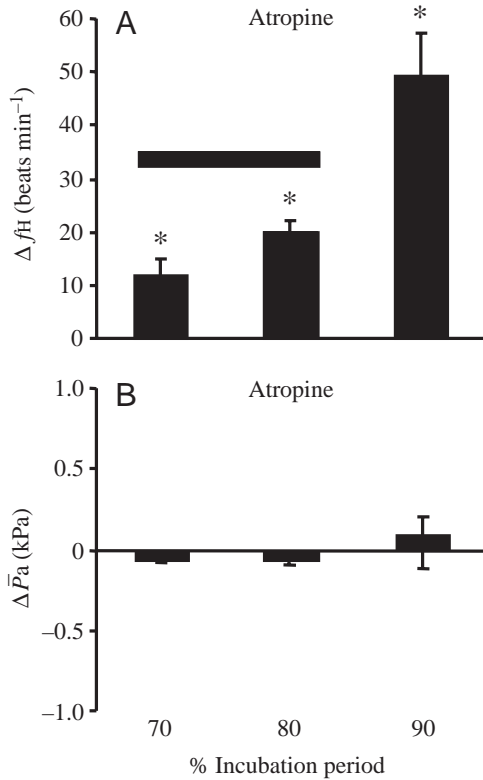 A
Atropine
60
50
40
30
20
10
0
Δ fH (beats min⁻¹)
*
*
*
B
Atropine
1.0
0.5
0
–0.5
–1.0
ΔP̄a (kPa)
70 80 90
% Incubation period